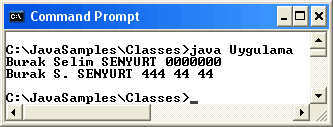 Command Prompt
C:\JavaSamples\Classes>java Uygulama
Burak Selim SENYURT 0000000
Burak S. SENYURT 444 44 44
C:\JavaSamples\Classes>_